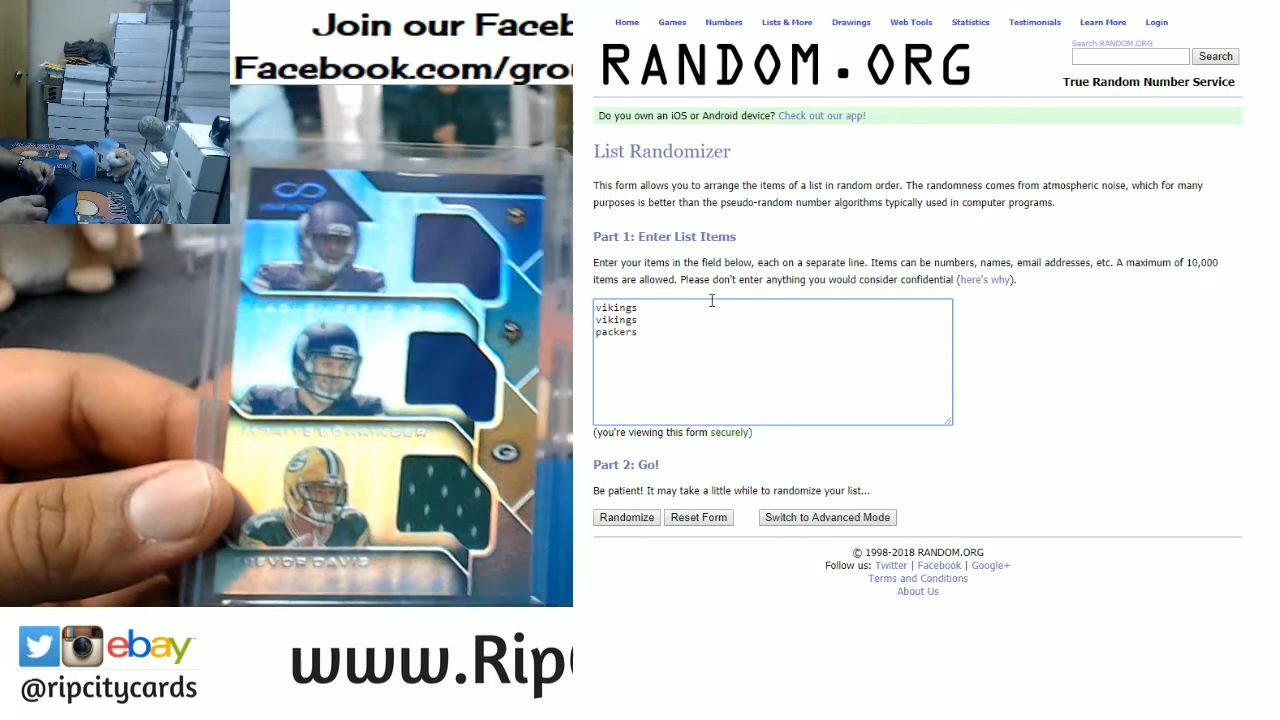 Join our Faceb
Facebook.com/grou
TREVOR DAVIS
ebay
@ripcitycards
www.Rip
Home Games Numbers Lists & More Drawings Web Tools Statistics Testimonials Learn More Login
RANDOM.ORG
Search RANDOM.ORG
Search
True Random Number Service
Do you own an iOS or Android device? Check out our app!
List Randomizer
This form allows you to arrange the items of a list in random order. The randomness comes from atmospheric noise, which for many
purposes is better than the pseudo-random number algorithms typically used in computer programs.
Part 1: Enter List Items
Enter your items in the field below, each on a separate line. Items can be numbers, names, email addresses, etc. A maximum of 10,000
items are allowed. Please don't enter anything you would consider confidential (here's why).
vikings
vikings
packers
(you're viewing this form securely)
Part 2: Go!
Be patient! It may take a little while to randomize your list...
Randomize Reset Form Switch to Advanced Mode
© 1998-2018 RANDOM.ORG
Follow us: Twitter | Facebook | Google+
Terms and Conditions
About Us